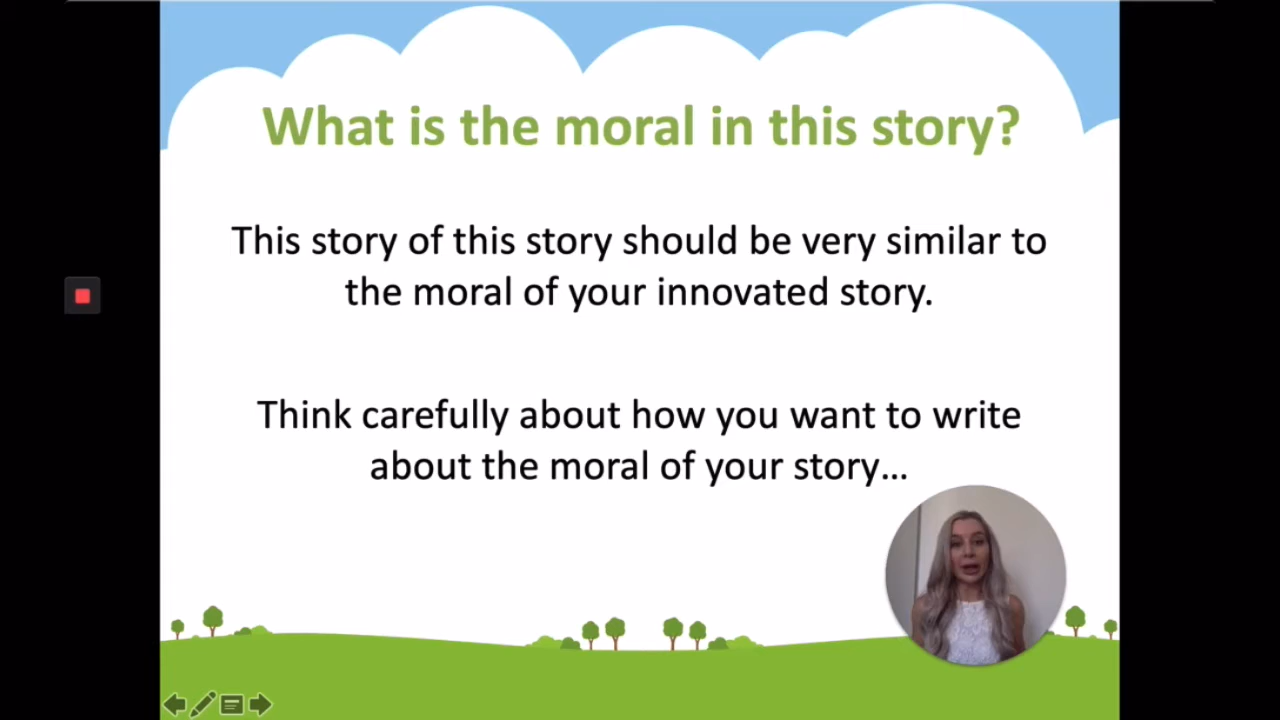 What is the moral in this story?
This story of this story should be very similar to
the moral of your innovated story.
Think carefully about how you want to write
about the moral of your story...